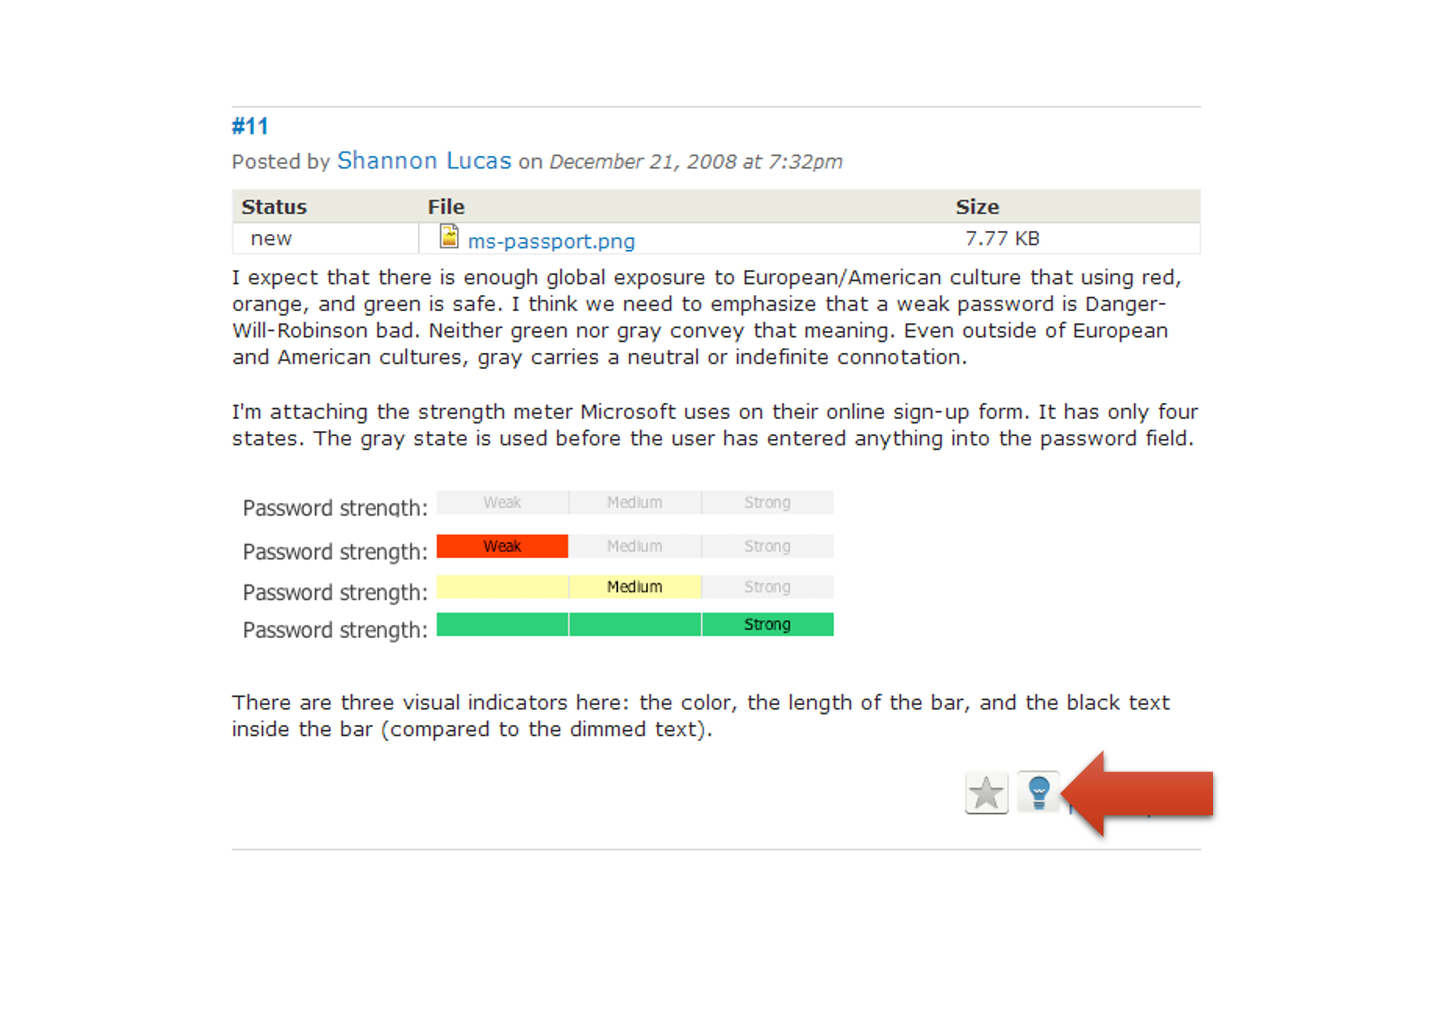 #11
Posted by Shannon Lucas on December 21, 2008 at 7:32pm
Status File Size
new ms-passport.png 7.77 KB
I expect that there is enough global exposure to European/American culture that using red,
orange, and green is safe. I think we need to emphasize that a weak password is Danger-
Will-Robinson bad. Neither green nor gray convey that meaning. Even outside of European
and American cultures, gray carries a neutral or indefinite connotation.
I'm attaching the strength meter Microsoft uses on their online sign-up form. It has only four
states. The gray state is used before the user has entered anything into the password field.
Password strength: Weak Medium Strong
Password strength: Weak Medium Strong
Password strength: Medium Strong
Password strength: Strong
There are three visual indicators here: the color, the length of the bar, and the black text
inside the bar (compared to the dimmed text).